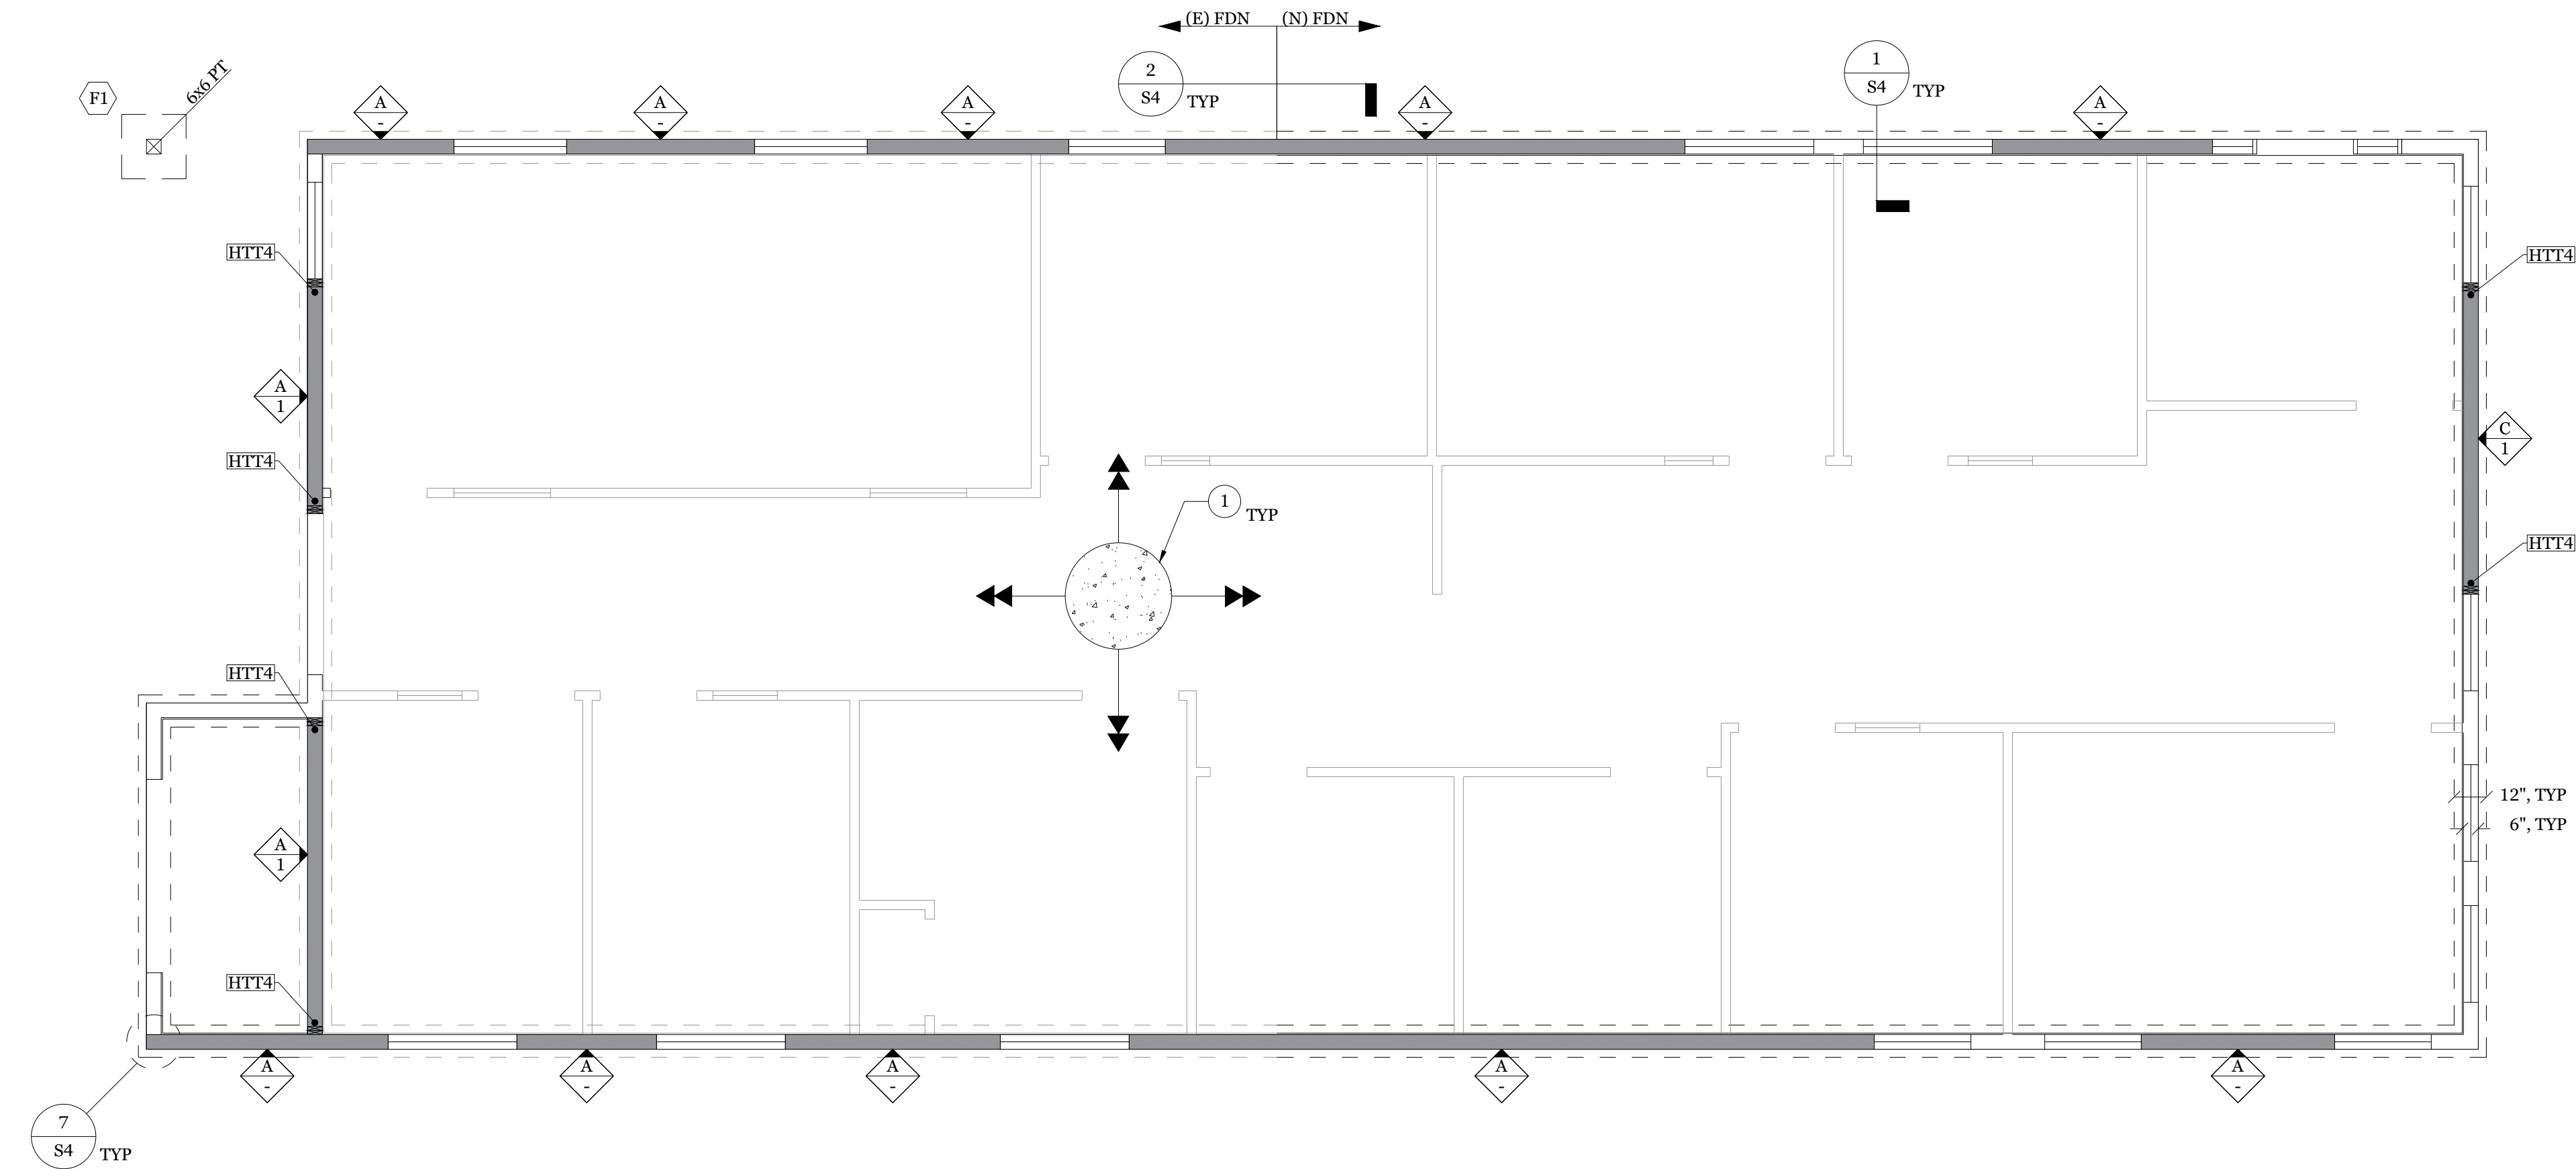 (E) FDN (N) FDN
2
S4
TYP
1
S4
TYP
F1
6x6 PT
A
-
A
-
A
-
A
-
A
-
HTT4
HTT4
A
1
C
1
HTT4
1
TYP
HTT4
HTT4
12", TYP
6", TYP
A
1
HTT4
A
-
A
-
A
-
A
-
A
-
7
S4
TYP